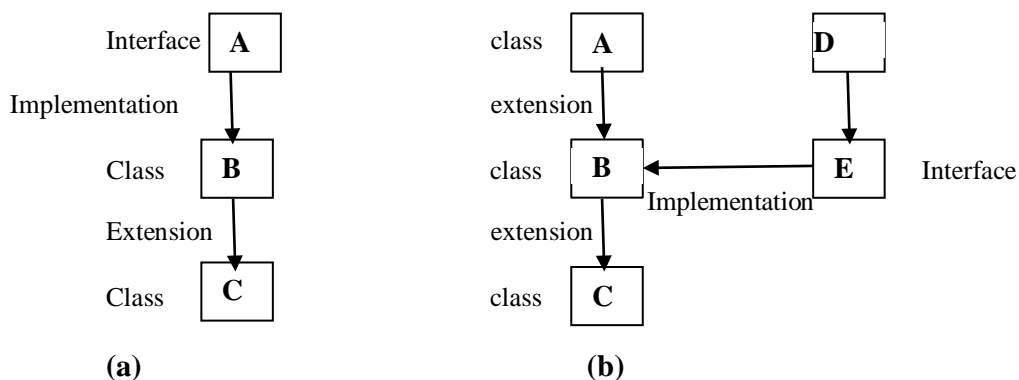 Interface A
Implementation
Class B
Extension
Class C
(a)
class A D
extension
class B E Interface
Implementation
extension
class C
(b)